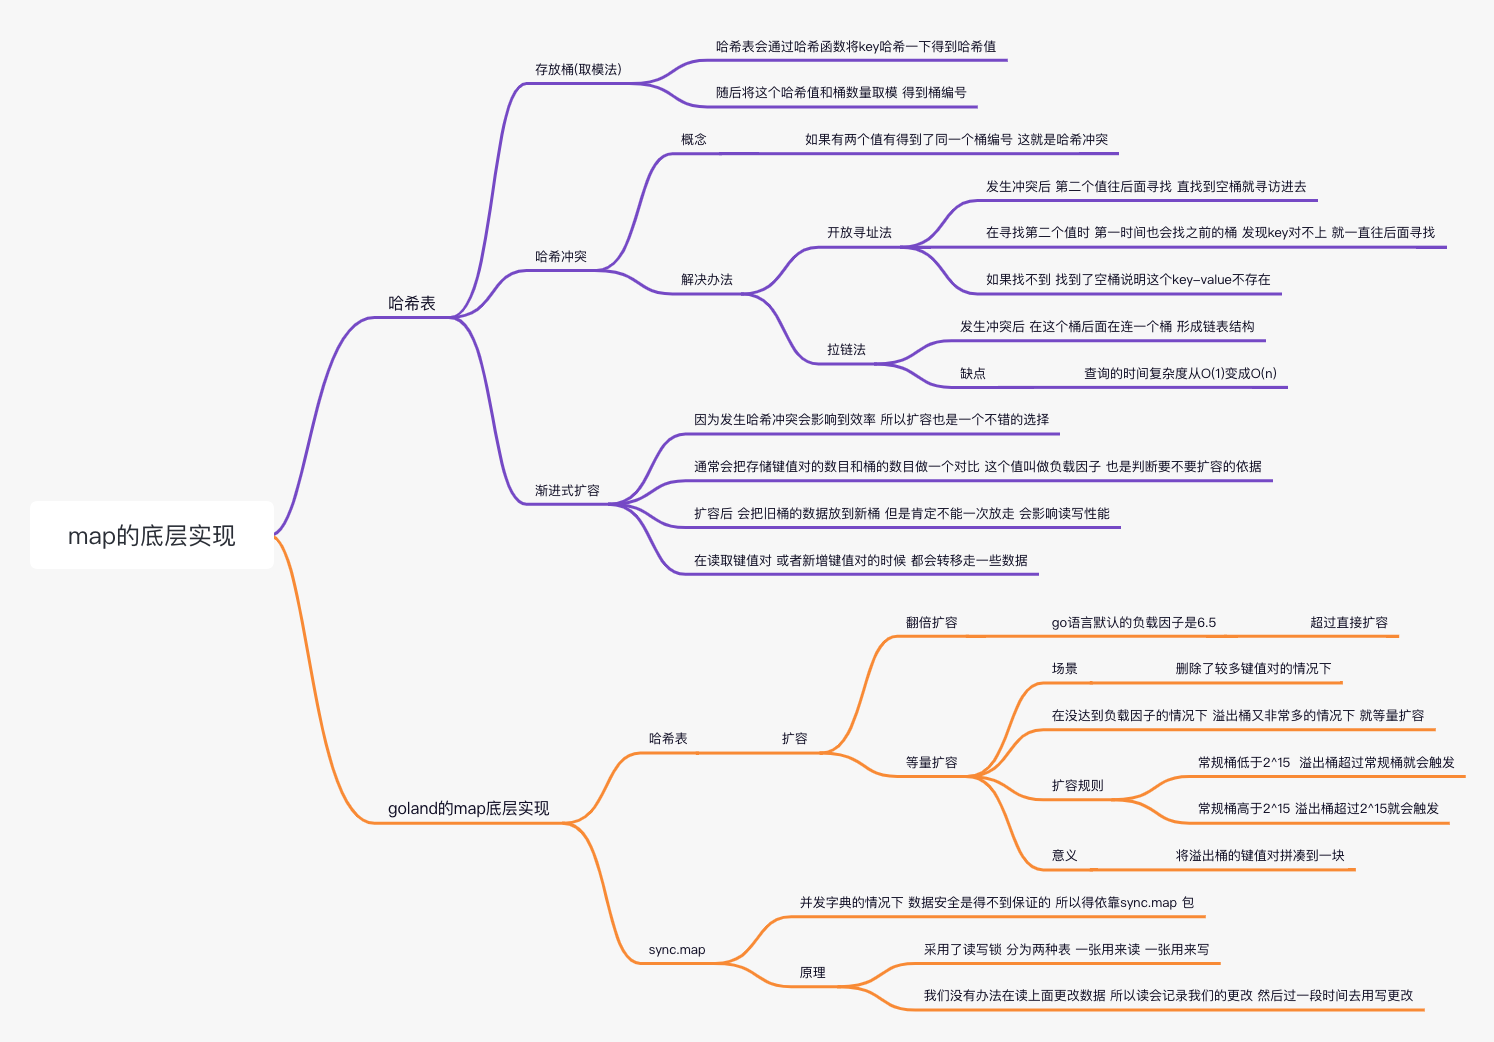 map的底层实现
哈希表
存放桶(取模法)
哈希表会通过哈希函数将key哈希一下得到哈希值
随后将这个哈希值和桶数量取模 得到桶编号
哈希冲突
概念
如果有两个值有得到了同一个桶编号 这就是哈希冲突
解决办法
开放寻址法
发生冲突后 第二个值往后面寻找 直找到空桶就寻访进去
在寻找第二个值时 第一时间也会找之前的桶 发现key对不上 就一直往后面寻找
如果找不到 找到了空桶说明这个key-value不存在
拉链法
发生冲突后 在这个桶后面在连一个桶 形成链表结构
缺点
查询的时间复杂度从O(1)变成O(n)
渐进式扩容
因为发生哈希冲突会影响到效率 所以扩容也是一个不错的选择
通常会把存储键值对的数目和桶的数目做一个对比 这个值叫做负载因子 也是判断要不要扩容的依据
扩容后 会把旧桶的数据放到新桶 但是肯定不能一次放走 会影响读写性能
在读取键值对 或者新增键值对的时候 都会转移走一些数据
goland的map底层实现
哈希表
扩容
翻倍扩容
go语言默认的负载因子是6.5
超过直接扩容
等量扩容
场景
删除了较多键值对的情况下
在没达到负载因子的情况下 溢出桶又非常多的情况下 就等量扩容
扩容规则
常规桶低于2^15  溢出桶超过常规桶就会触发
常规桶高于2^15 溢出桶超过2^15就会触发
意义
将溢出桶的键值对拼凑到一块
sync.map
并发字典的情况下 数据安全是得不到保证的 所以得依靠sync.map 包
原理
采用了读写锁 分为两种表 一张用来读 一张用来写
我们没有办法在读上面更改数据 所以读会记录我们的更改 然后过一段时间去用写更改